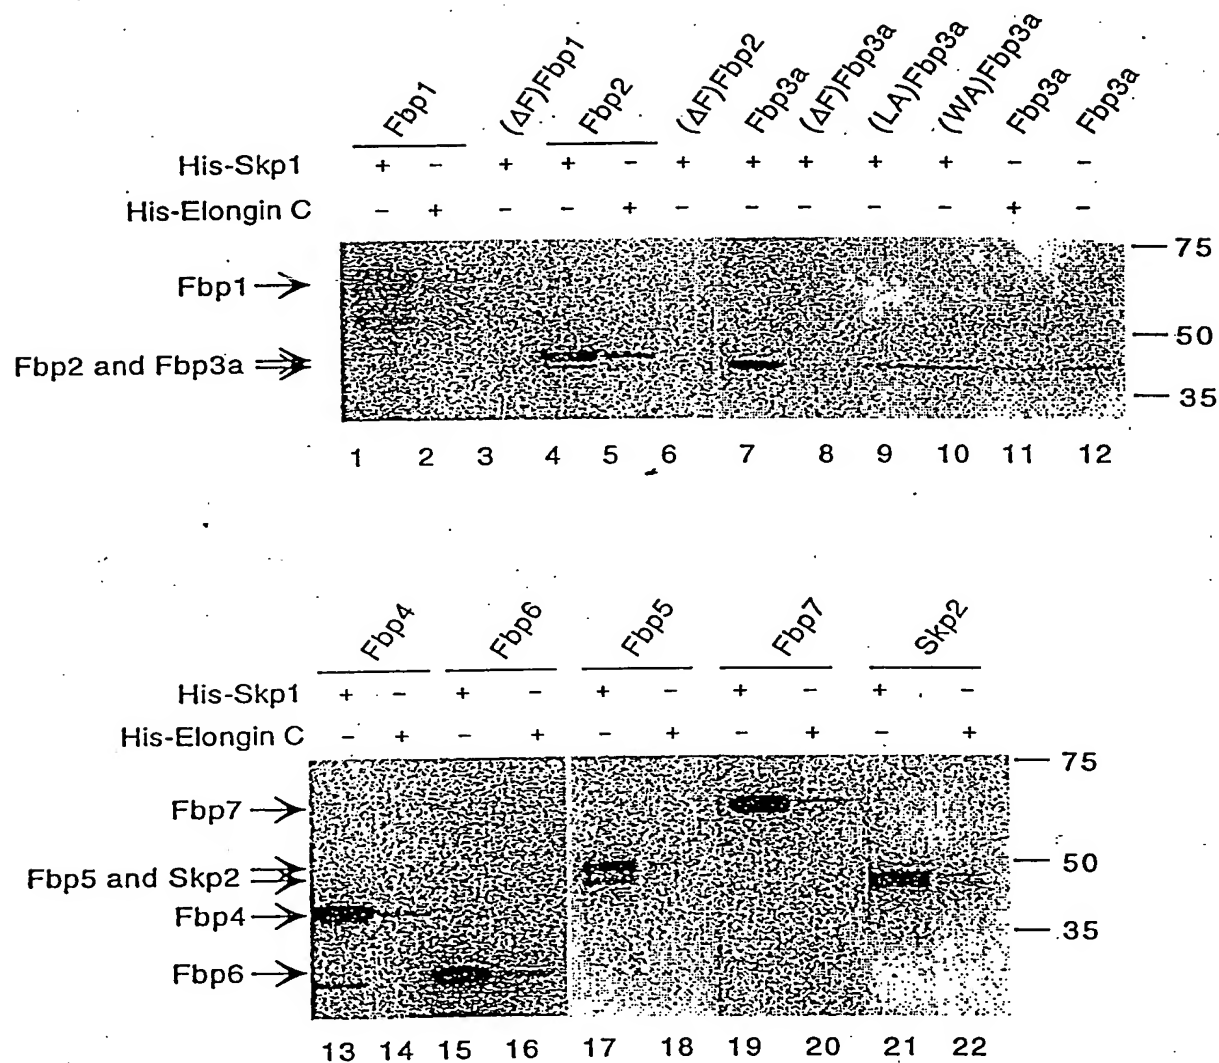 Fbp1 (ΔF)Fbp1 Fbp2 (ΔF)Fbp2 Fbp3a (ΔF)Fbp3a (LA)Fbp3a (WA)Fbp3a Fbp3a Fbp3a
His-Skp1 + − + + − + + + + + − −
His-Elongin C − + − − + − − − − − + −
75
Fbp1
50
Fbp2 and Fbp3a
35
1 2 3 4 5 6 7 8 9 10 11 12
Fbp4 Fbp6 Fbp5 Fbp7 Skp2
His-Skp1 + − + − + − + − + −
His-Elongin C − + − + − + − + − +
75
Fbp7
50
Fbp5 and Skp2
Fbp4
35
Fbp6
13 14 15 16 17 18 19 20 21 22